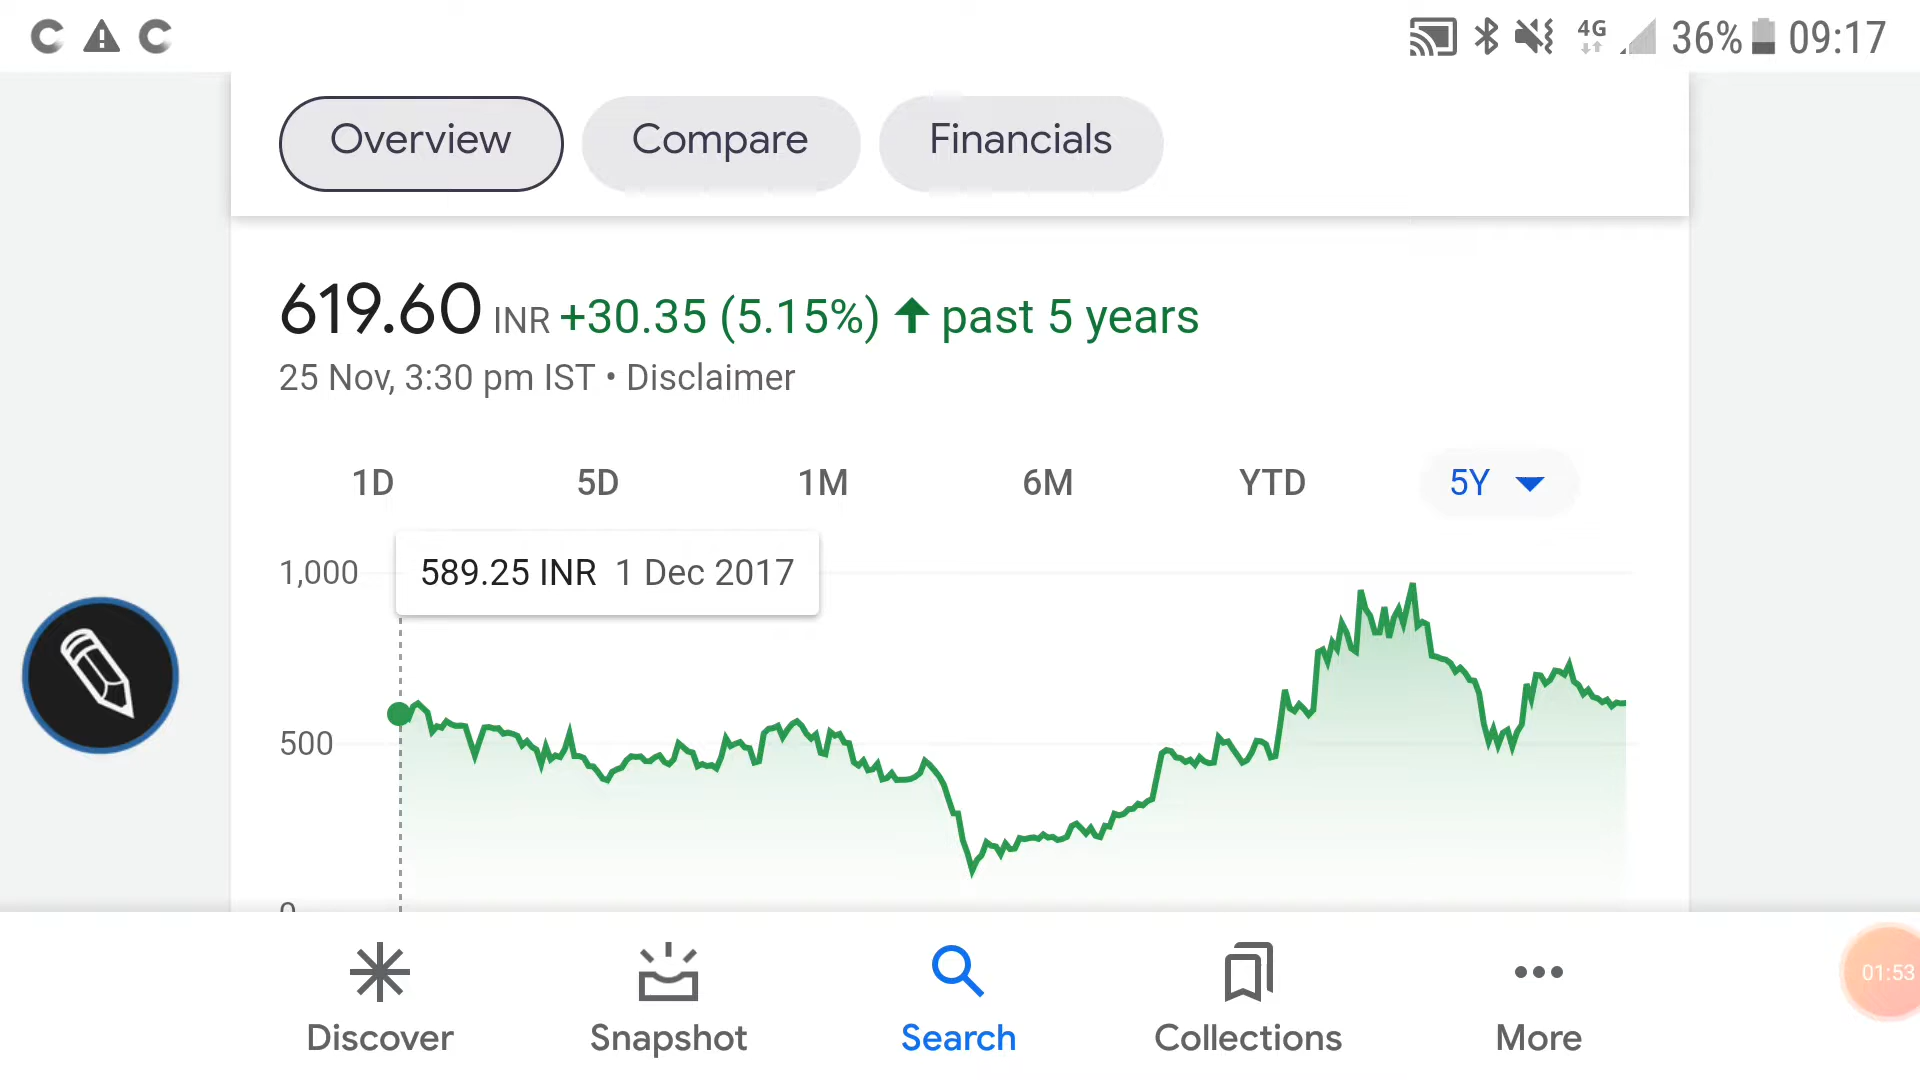 4G 36% 09:17
Overview Compare Financials
619.60 INR +30.35 (5.15%) ↑ past 5 years
25 Nov, 3:30 pm IST • Disclaimer
1D 5D 1M 6M YTD 5Y
589.25 INR 1 Dec 2017
1,000
500
0
01:53
Discover Snapshot Search Collections More